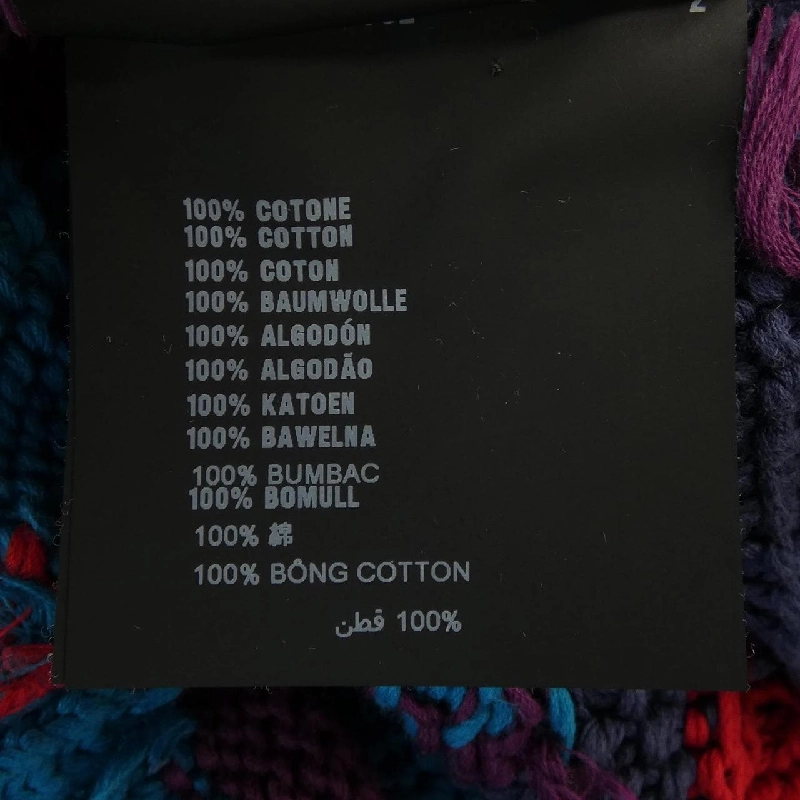 100% COTONE
100% COTTON
100% COTON
100% BAUMWOLLE
100% ALGODÓN
100% ALGODÃO
100% KATOEN
100% BAWELNA
100% BUMBAC
100% BOMULL
100% 綿
100% BÔNG COTTON
100% قطن